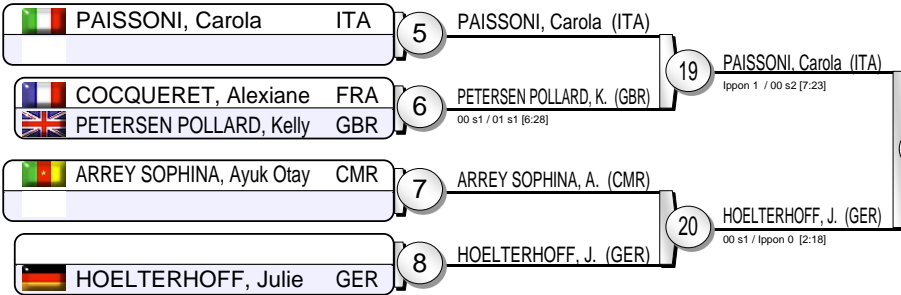 PAISSONI, Carola ITA
5
PAISSONI, Carola (ITA)
19
PAISSONI, Carola (ITA)
Ippon 1 / 00 s2 [7:23]
COCQUERET, Alexiane FRA
PETERSEN POLLARD, Kelly GBR
6
PETERSEN POLLARD, K. (GBR)
00 s1 / 01 s1 [6:28]
ARREY SOPHINA, Ayuk Otay CMR
7
ARREY SOPHINA, A. (CMR)
20
HOELTERHOFF, J. (GER)
00 s1 / Ippon 0 [2:18]
HOELTERHOFF, Julie GER
8
HOELTERHOFF, J. (GER)